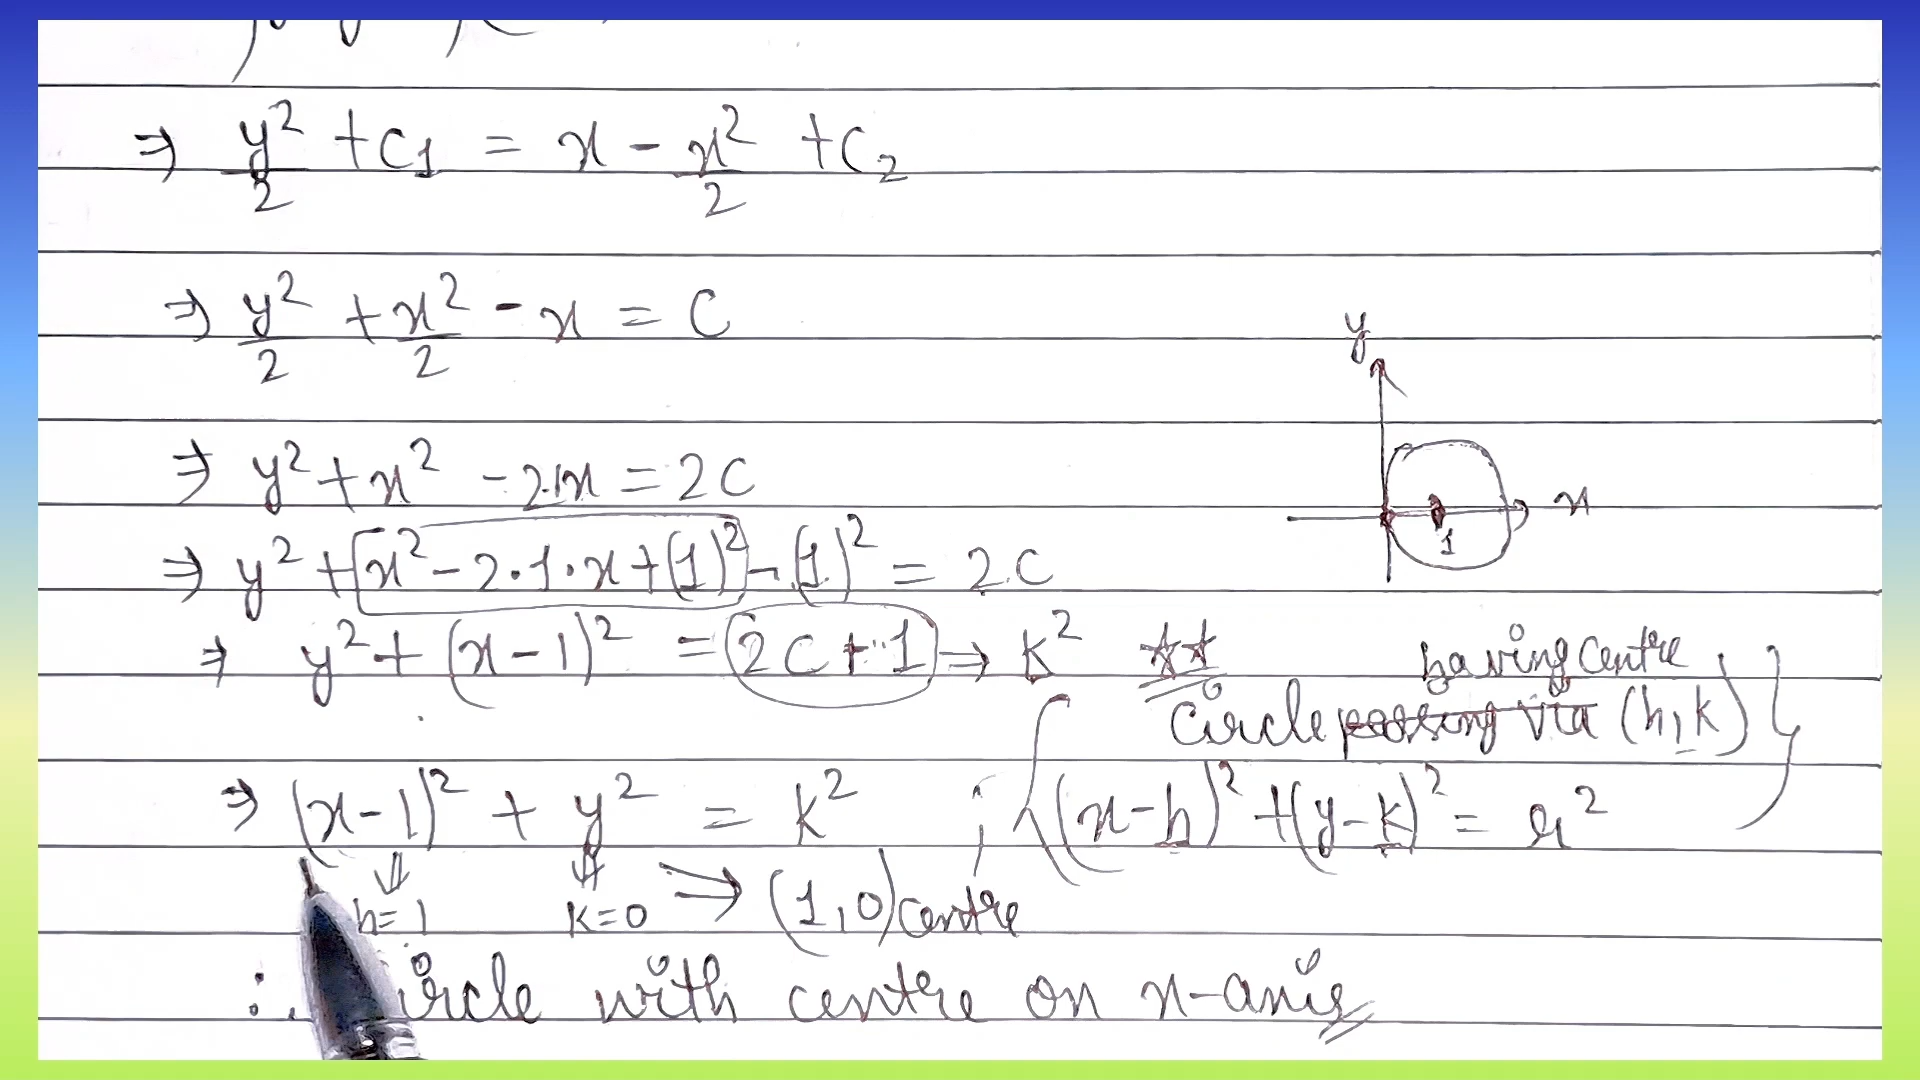 ⇒ y²/2 + C₁ = x - x²/2 + C₂
⇒ y²/2 + x²/2 - x = C
y
⇒ y² + x² - 2.1x = 2C
x
1
⇒ y² + x² - 2·1·x + (1)² - (1)² = 2C
⇒ y² + (x-1)² = 2C+1 → K² ☆☆
having centre
Circle passing via (h, k)
⇒ (x-1)² + y² = K² ; { (x-h)² + (y-k)² = r² }
h=1 K=0 ⇒ (1,0) centre
∴ circle with centre on x-axis